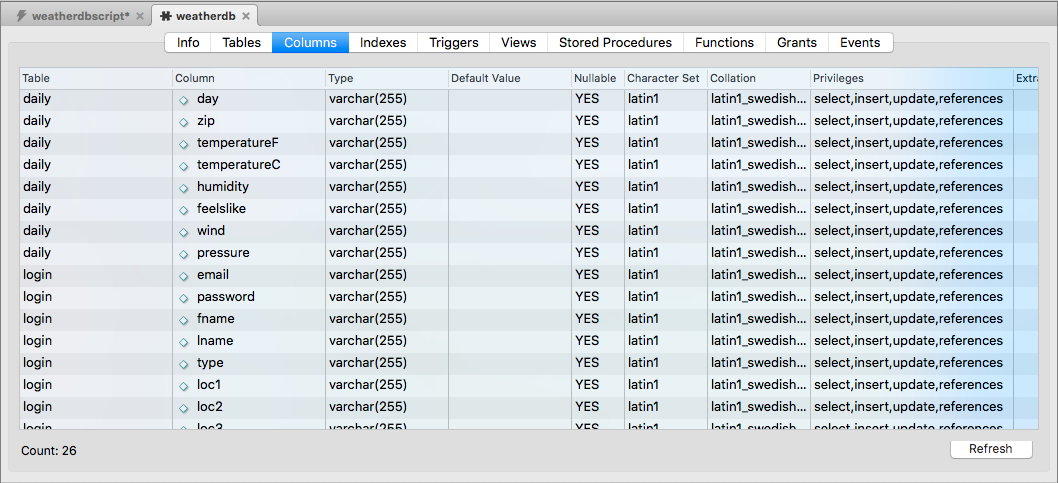 weatherdbscript* weatherdb
Info Tables Columns Indexes Triggers Views Stored Procedures Functions Grants Events
Table Column Type Default Value Nullable Character Set Collation Privileges Extra
daily day varchar(255) YES latin1 latin1_swedish... select,insert,update,references
daily zip varchar(255) YES latin1 latin1_swedish... select,insert,update,references
daily temperatureF varchar(255) YES latin1 latin1_swedish... select,insert,update,references
daily temperatureC varchar(255) YES latin1 latin1_swedish... select,insert,update,references
daily humidity varchar(255) YES latin1 latin1_swedish... select,insert,update,references
daily feelslike varchar(255) YES latin1 latin1_swedish... select,insert,update,references
daily wind varchar(255) YES latin1 latin1_swedish... select,insert,update,references
daily pressure varchar(255) YES latin1 latin1_swedish... select,insert,update,references
login email varchar(255) YES latin1 latin1_swedish... select,insert,update,references
login password varchar(255) YES latin1 latin1_swedish... select,insert,update,references
login fname varchar(255) YES latin1 latin1_swedish... select,insert,update,references
login lname varchar(255) YES latin1 latin1_swedish... select,insert,update,references
login type varchar(255) YES latin1 latin1_swedish... select,insert,update,references
login loc1 varchar(255) YES latin1 latin1_swedish... select,insert,update,references
login loc2 varchar(255) YES latin1 latin1_swedish... select,insert,update,references
login loc3 varchar(255) YES latin1 latin1_swedish... select,insert,update,references
Count: 26 Refresh